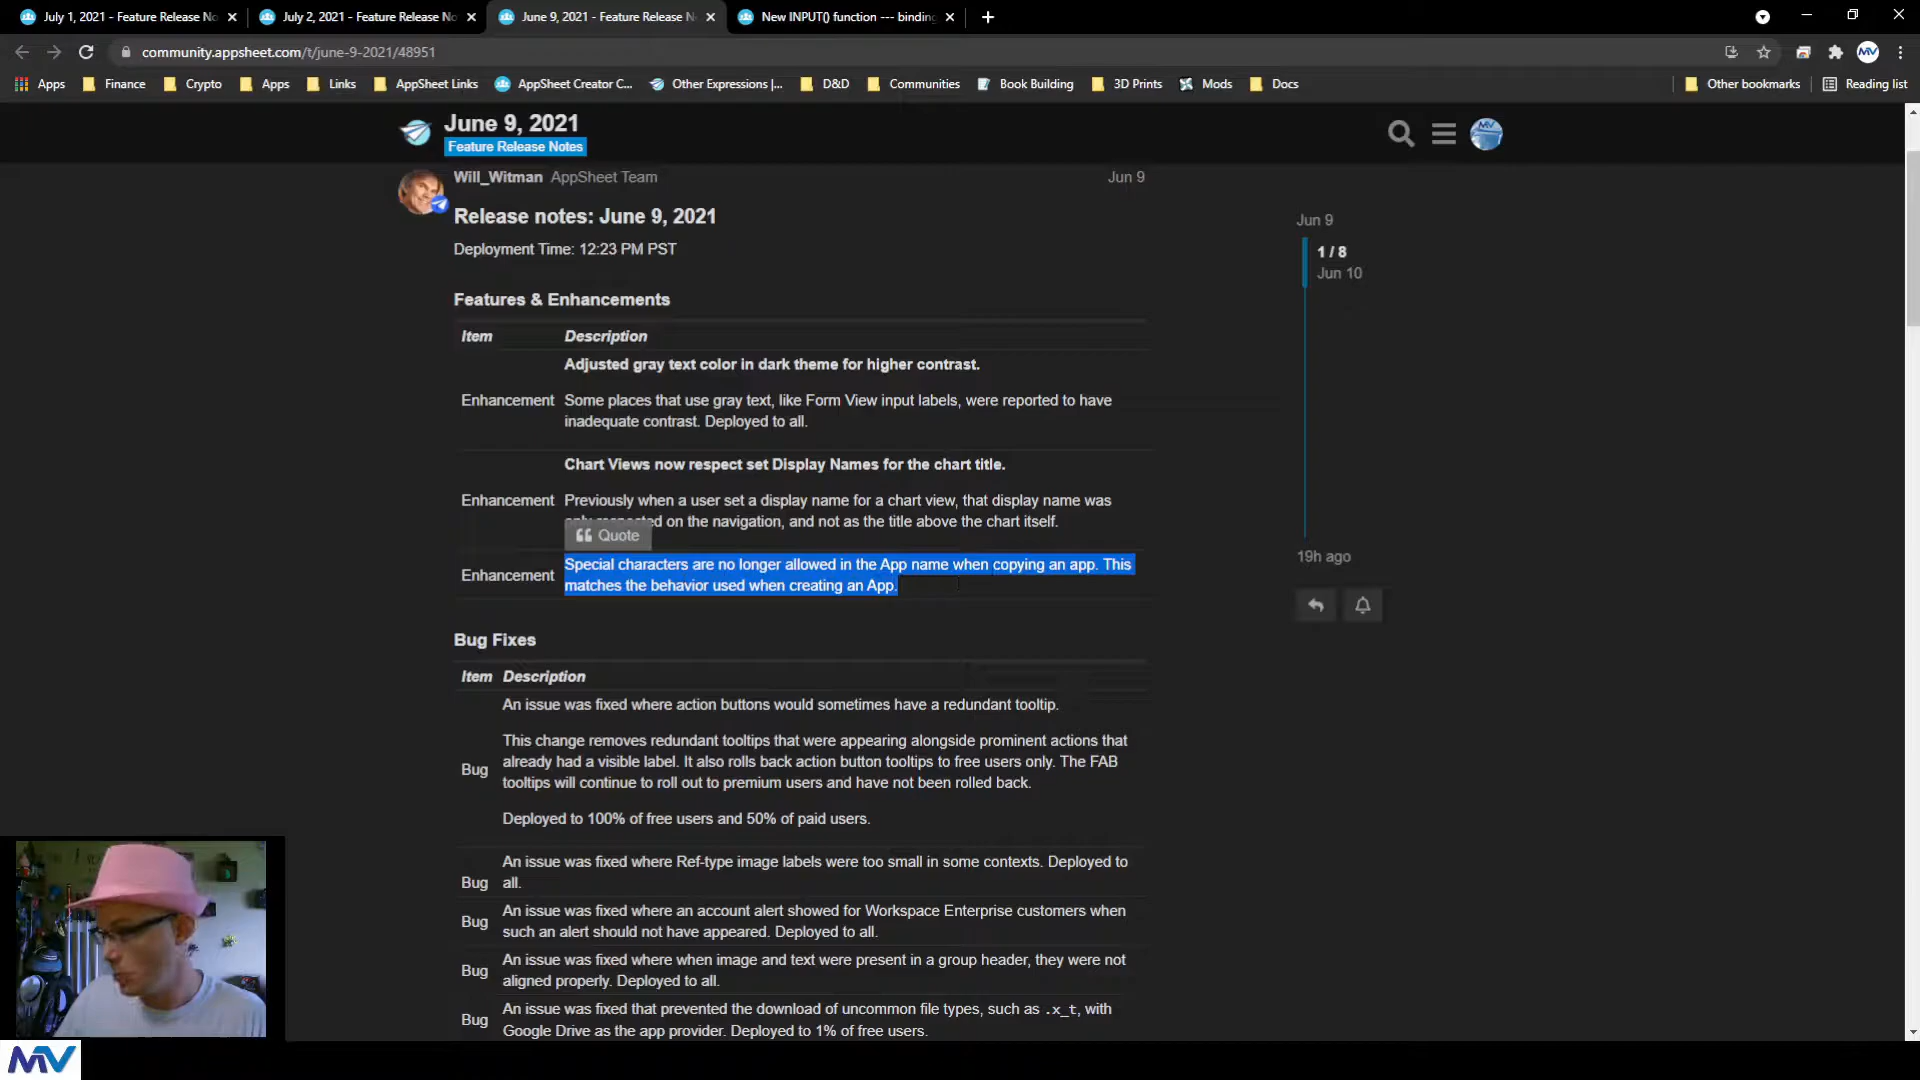 July 1, 2021 - Feature Release No
July 2, 2021 - Feature Release No
June 9, 2021 - Feature Release N
New INPUT() function --- binding
community.appsheet.com/t/june-9-2021/48951
MV
Apps
Finance
Crypto
Apps
Links
AppSheet Links
AppSheet Creator C...
Other Expressions |...
D&D
Communities
Book Building
3D Prints
Mods
Docs
Other bookmarks
Reading list
June 9, 2021
Feature Release Notes
MV
Will_Witman AppSheet Team
Jun 9
Release notes: June 9, 2021
Deployment Time: 12:23 PM PST
Jun 9
1 / 8
Jun 10
19h ago
Features & Enhancements
Item Description
Adjusted gray text color in dark theme for higher contrast.
Enhancement Some places that use gray text, like Form View input labels, were reported to have
inadequate contrast. Deployed to all.
Chart Views now respect set Display Names for the chart title.
Enhancement Previously when a user set a display name for a chart view, that display name was
on the navigation, and not as the title above the chart itself.
Quote
Enhancement Special characters are no longer allowed in the App name when copying an app. This
matches the behavior used when creating an App.
Bug Fixes
Item Description
An issue was fixed where action buttons would sometimes have a redundant tooltip.
This change removes redundant tooltips that were appearing alongside prominent actions that
already had a visible label. It also rolls back action button tooltips to free users only. The FAB
Bug
tooltips will continue to roll out to premium users and have not been rolled back.
Deployed to 100% of free users and 50% of paid users.
An issue was fixed where Ref-type image labels were too small in some contexts. Deployed to
Bug all.
An issue was fixed where an account alert showed for Workspace Enterprise customers when
Bug
such an alert should not have appeared. Deployed to all.
An issue was fixed where when image and text were present in a group header, they were not
Bug
aligned properly. Deployed to all.
An issue was fixed that prevented the download of uncommon file types, such as .x_t, with
Bug
Google Drive as the app provider. Deployed to 1% of free users.
MV